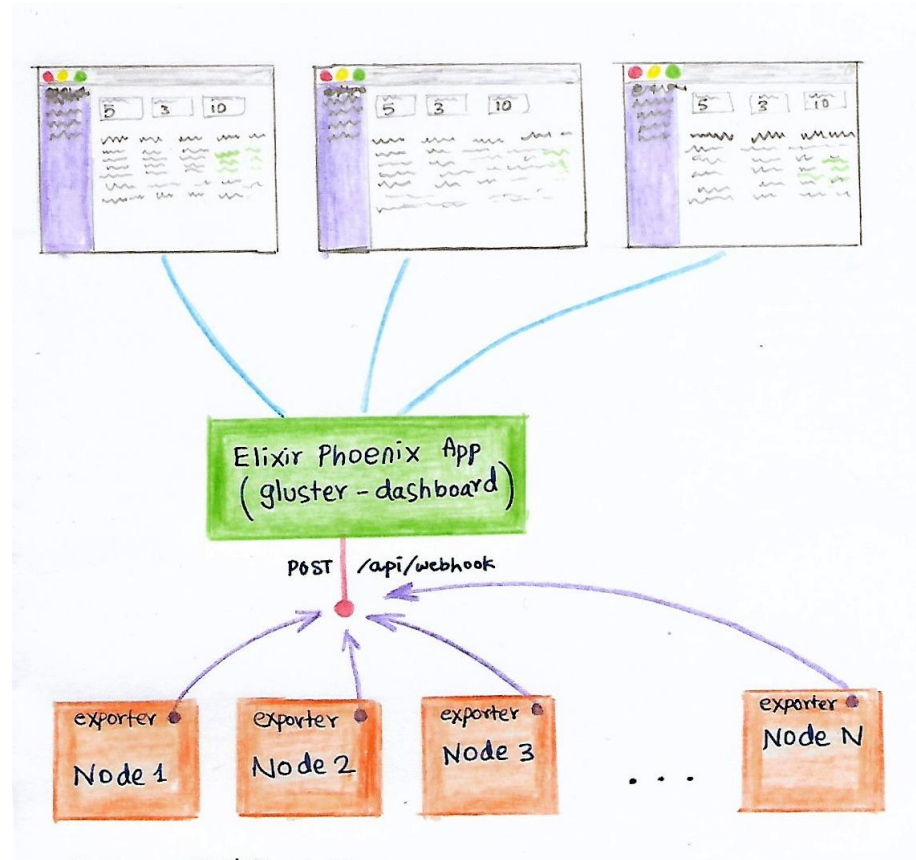 5 3 10
5 3 10
5 3 10
Elixir Phoenix App
(gluster-dashboard)
POST /api/webhook
exporter
Node 1
exporter
Node 2
exporter
Node 3
...
exporter
Node N